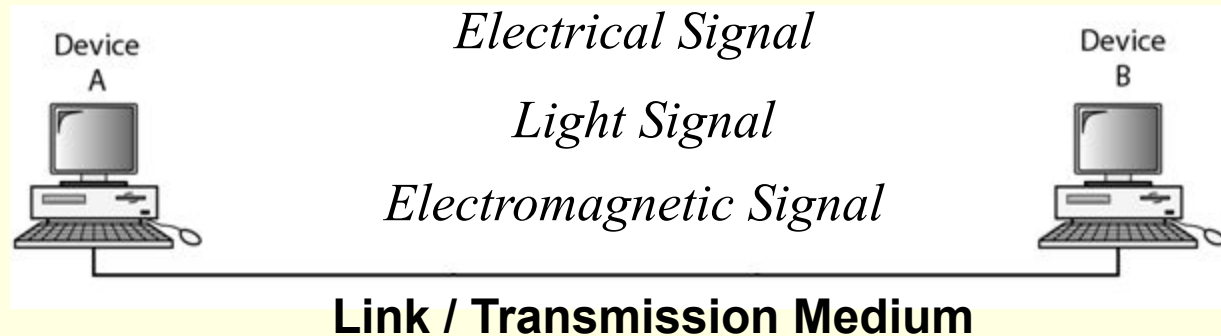 Device
A
Electrical Signal
Light Signal
Electromagnetic Signal
Device
B
Link / Transmission Medium